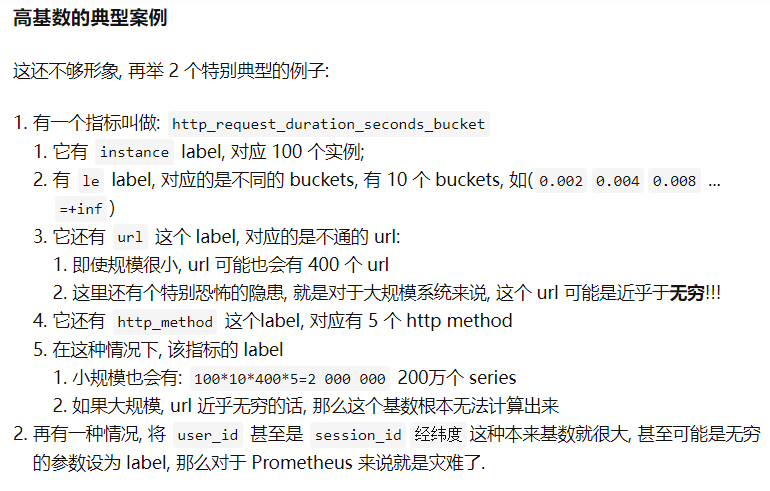 高基数的典型案例
这还不够形象, 再举 2 个特别典型的例子:
1. 有一个指标叫做: http_request_duration_seconds_bucket
1. 它有 instance label, 对应 100 个实例;
2. 有 le label, 对应的是不同的 buckets, 有 10 个 buckets, 如( 0.002 0.004 0.008 ...
=+inf )
3. 它还有 url 这个 label, 对应的是不通的 url:
1. 即使规模很小, url 可能也会有 400 个 url
2. 这里还有个特别恐怖的隐患, 就是对于大规模系统来说, 这个 url 可能是近乎于无穷!!!
4. 它还有 http_method 这个label, 对应有 5 个 http method
5. 在这种情况下, 该指标的 label
1. 小规模也会有: 100*10*400*5=2 000 000 200万个 series
2. 如果大规模, url 近乎无穷的话, 那么这个基数根本无法计算出来
2. 再有一种情况, 将 user_id 甚至是 session_id 经纬度 这种本来基数就很大, 甚至可能是无穷
的参数设为 label, 那么对于 Prometheus 来说就是灾难了.